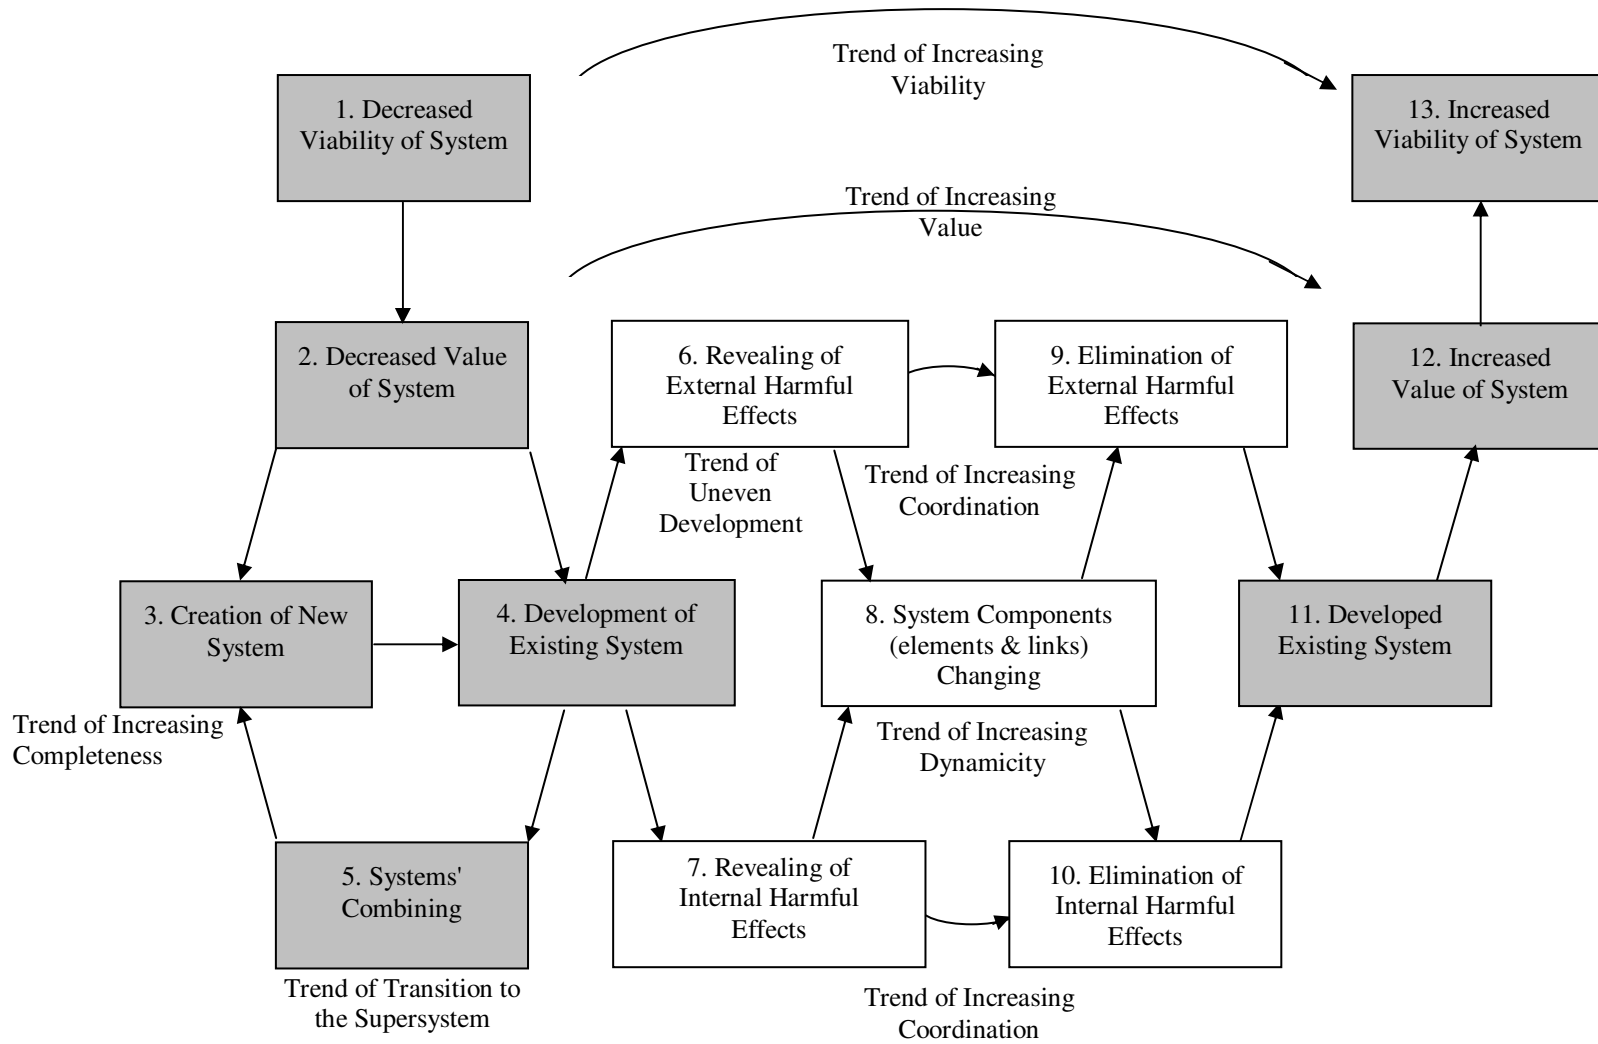 Trend of Increasing
Viability
1. Decreased
Viability of System
13. Increased
Viability of System
Trend of Increasing
Value
2. Decreased Value
of System
6. Revealing of
External Harmful
Effects
9. Elimination of
External Harmful
Effects
12. Increased
Value of System
Trend of
Uneven
Development
Trend of Increasing
Coordination
3. Creation of New
System
4. Development of
Existing System
8. System Components
(elements & links)
Changing
11. Developed
Existing System
Trend of Increasing
Completeness
Trend of Increasing
Dynamicity
5. Systems'
Combining
7. Revealing of
Internal Harmful
Effects
10. Elimination of
Internal Harmful
Effects
Trend of Transition to
the Supersystem
Trend of Increasing
Coordination